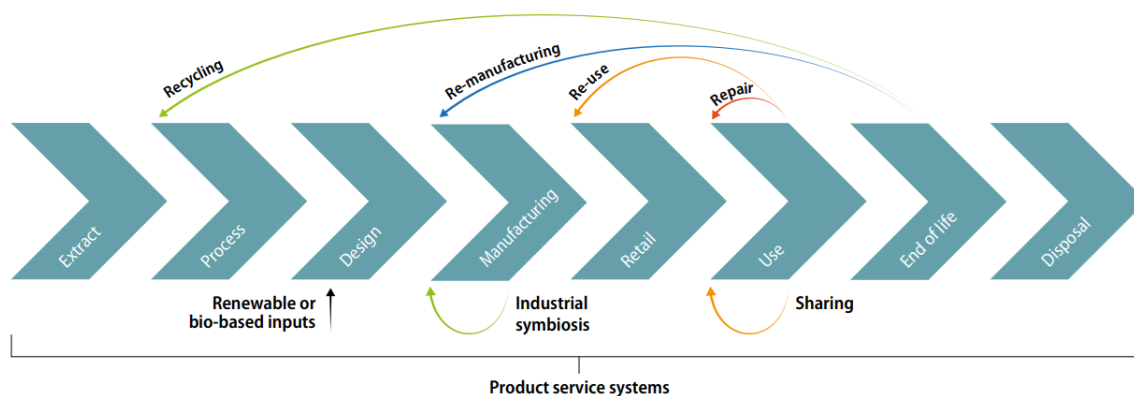 Recycling
Re-manufacturing
Re-use
Repair
Extract
Process
Design
Manufacturing
Retail
Use
End of life
Disposal
Renewable or
bio-based inputs
Industrial
symbiosis
Sharing
Product service systems